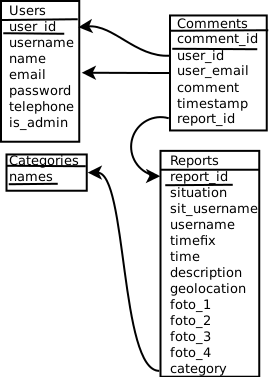 Users
user_id
username
name
email
password
telephone
is_admin
Comments
comment_id
user_id
user_email
comment
timestamp
report_id
Categories
names
Reports
report_id
situation
sit_username
username
timefix
time
description
geolocation
foto_1
foto_2
foto_3
foto_4
category